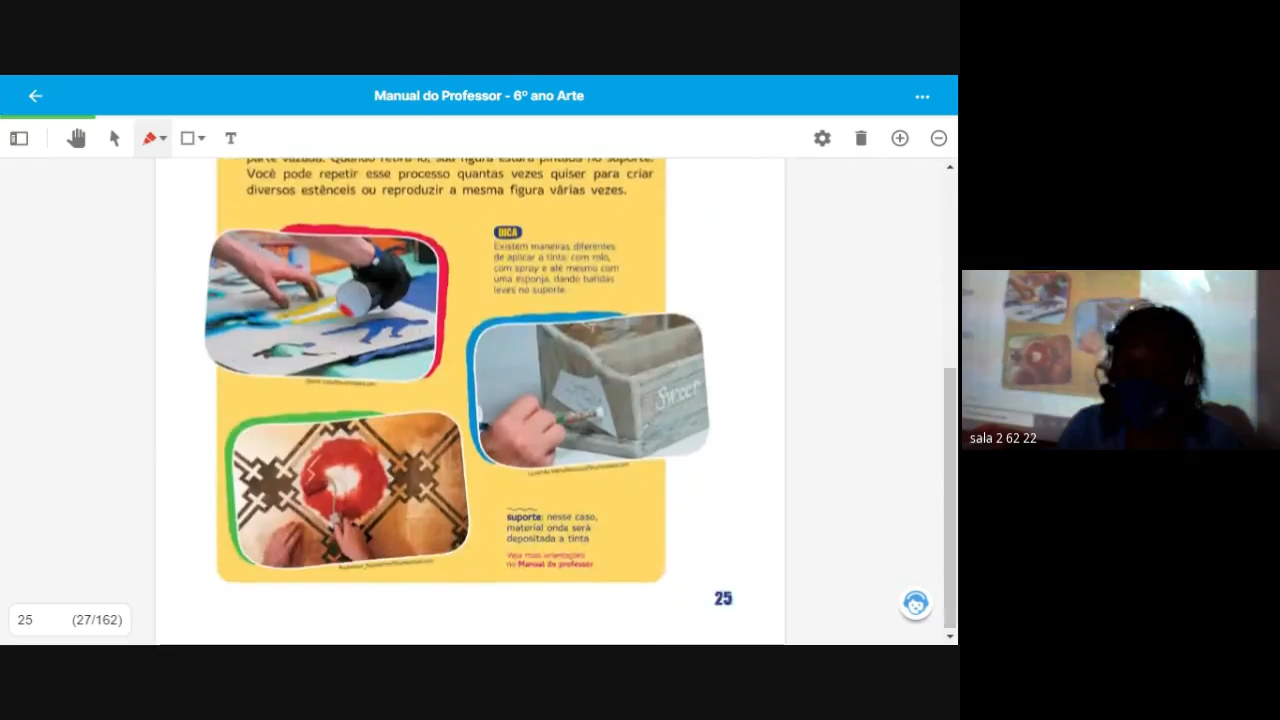 Manual do Professor - 6º ano Arte
T
parte vazada. Quando retirá-lo, sua figura estará pintada no suporte.
Você pode repetir esse processo quantas vezes quiser para criar
diversos estênceis ou reproduzir a mesma figura várias vezes.
DICA
Existem maneiras diferentes
de aplicar a tinta: com rolo,
com spray e até mesmo com
uma esponja, dando batidas
leves no suporte.
Sweet
suporte: nesse caso,
material onde será
depositada a tinta
Veja mais orientações
no Manual do professor
25
25 (27/162)
sala 2 62 22